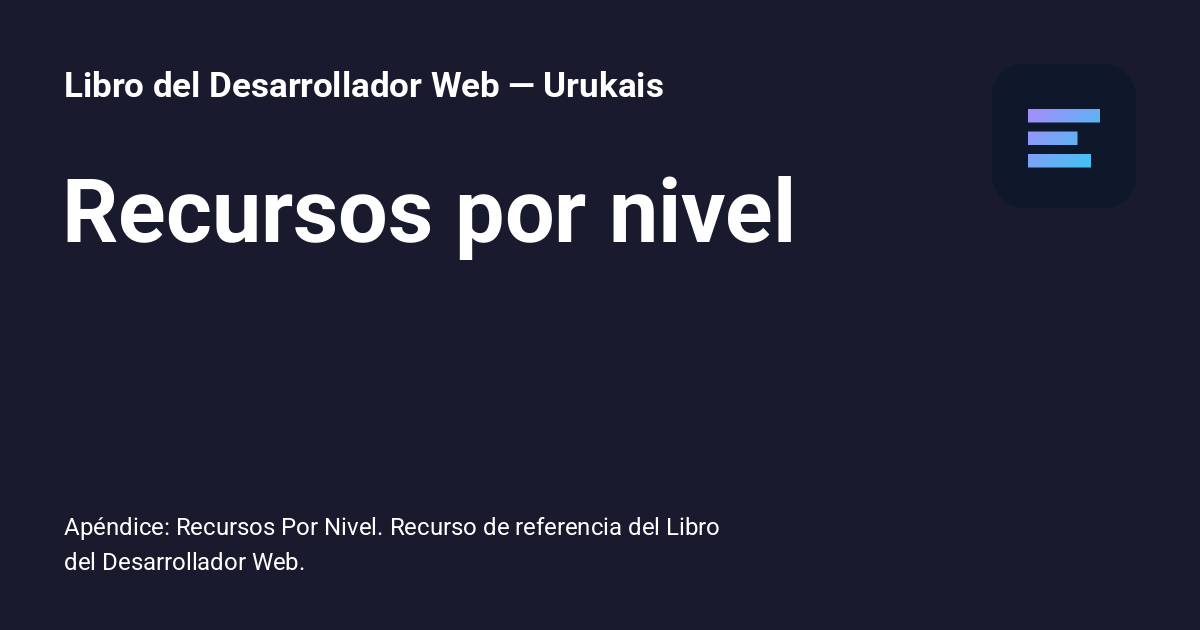 Libro del Desarrollador Web — Urukais
Recursos por nivel
Apéndice: Recursos Por Nivel. Recurso de referencia del Libro
del Desarrollador Web.